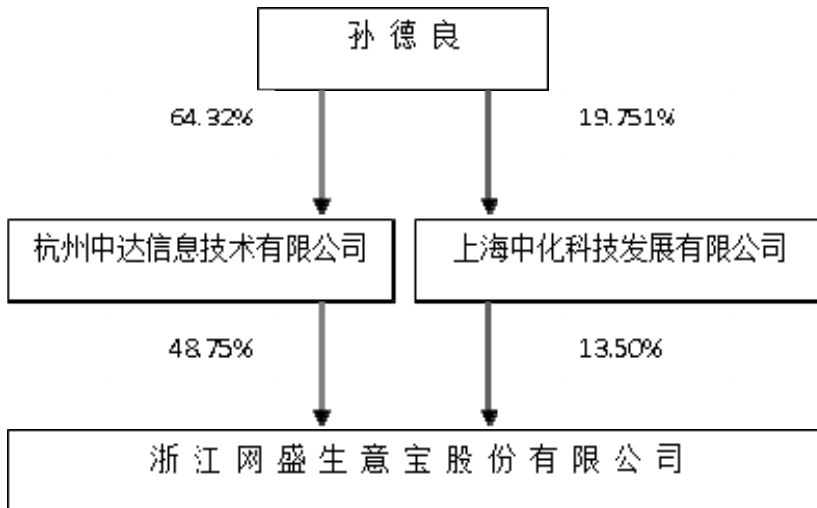 孙德良
64.32%
19.751%
杭州中达信息技术有限公司
上海中化科技发展有限公司
48.75%
13.50%
浙江网盛生意宝股份有限公司